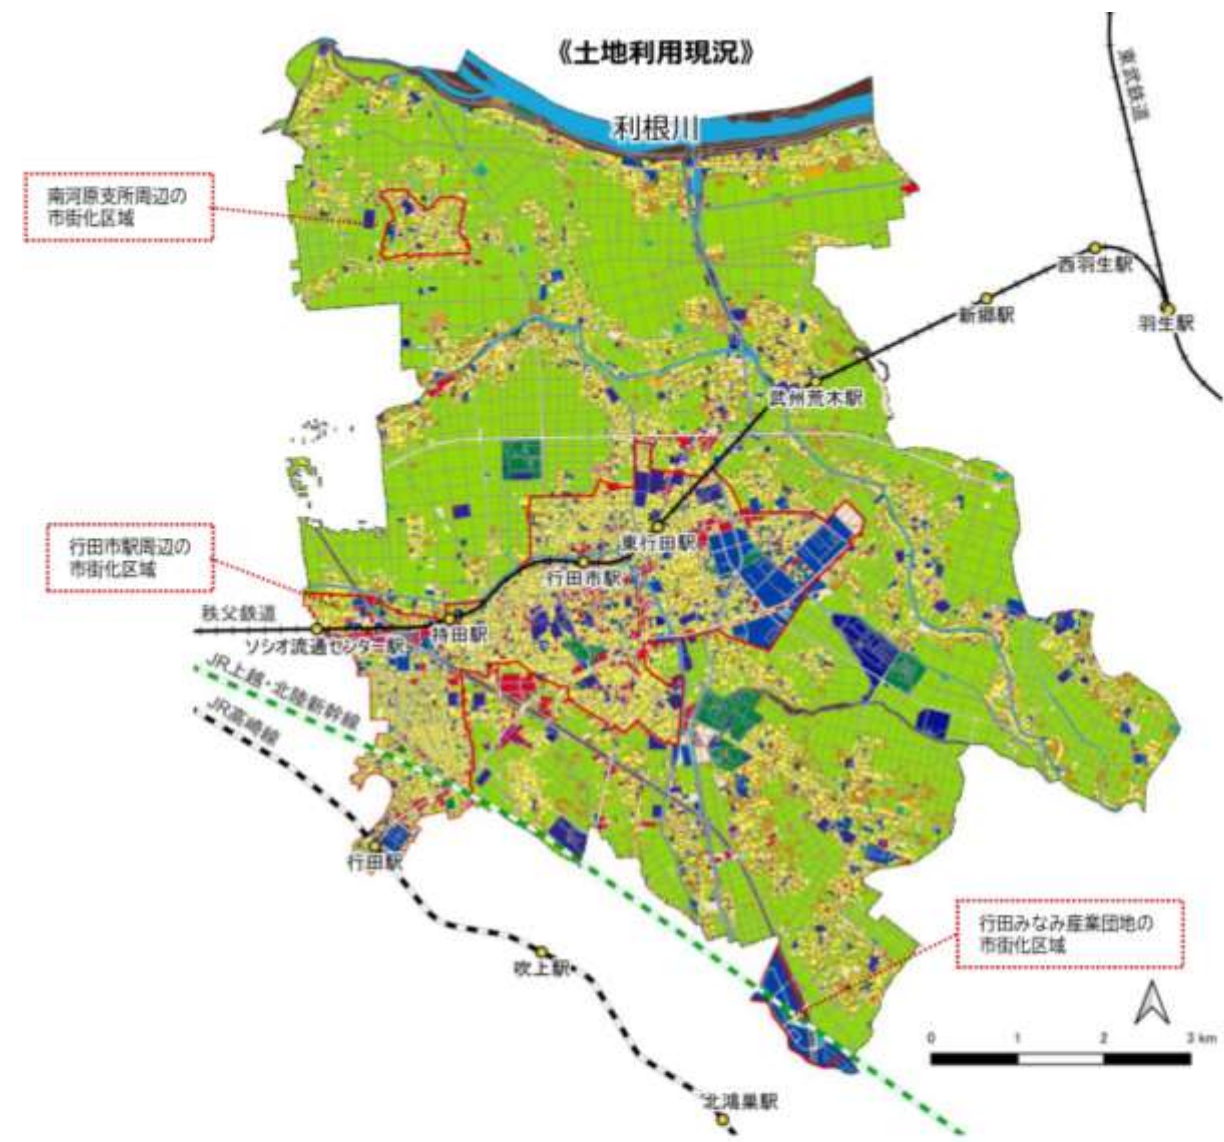 《土地利用現況》
利根川
東武鉄道
南河原支所周辺の
市街化区域
西羽生駅
新郷駅
羽生駅
武州荒木駅
行田市駅周辺の
市街化区域
東行田駅
行田市駅
秩父鉄道
持田駅
ソシオ流通センター駅
JR上越・北陸新幹線
JR高崎線
行田駅
行田みなみ産業団地の
市街化区域
吹上駅
0 1 2 3 km
北鴻巣駅